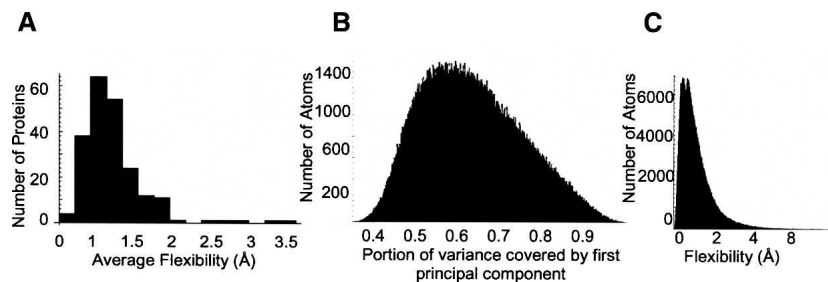 A
Number of Proteins
60
40
20
0
0 1 1.5 2 2.5 3 3.5
Average Flexibility (Å)
B
Number of Atoms
1400
1000
600
200
0.4 0.5 0.6 0.7 0.8 0.9
Portion of variance covered by first
principal component
C
Number of Atoms
6000
4000
2000
0
0 2 4 8
Flexibility (Å)